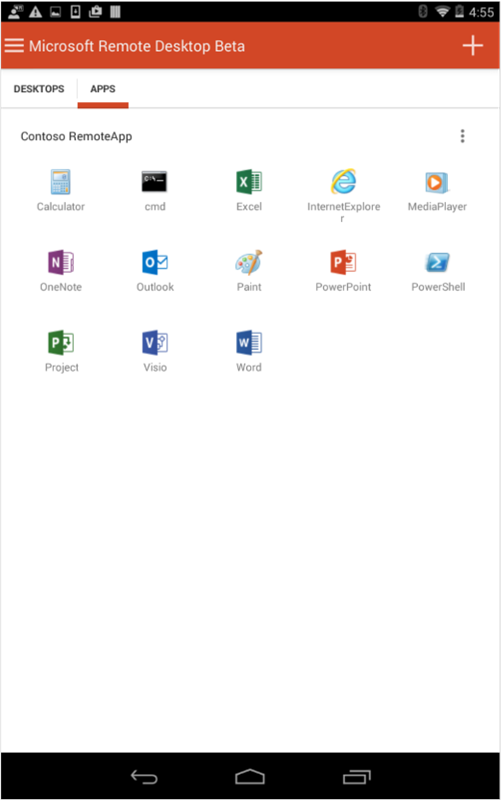 4:55
Microsoft Remote Desktop Beta
DESKTOPS APPS
Contoso RemoteApp
Calculator cmd Excel InternetExplore MediaPlayer
r
OneNote Outlook Paint PowerPoint PowerShell
Project Visio Word